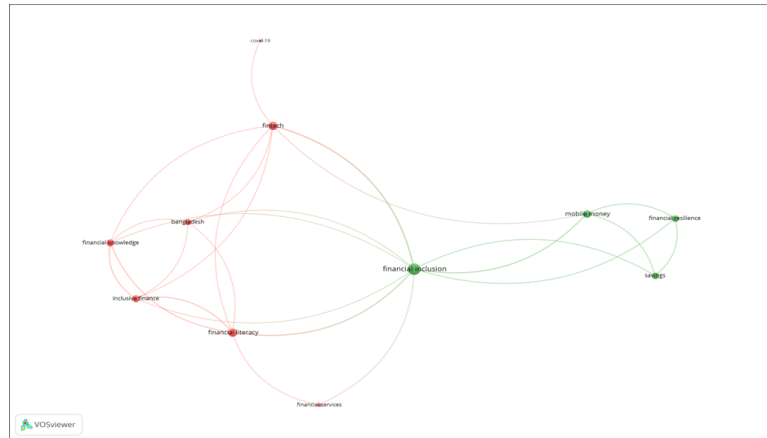 covid-19
fintech
mobile money
financial resilience
bangladesh
financial knowledge
financial inclusion
savings
inclusive finance
financial literacy
financial services
VOSviewer